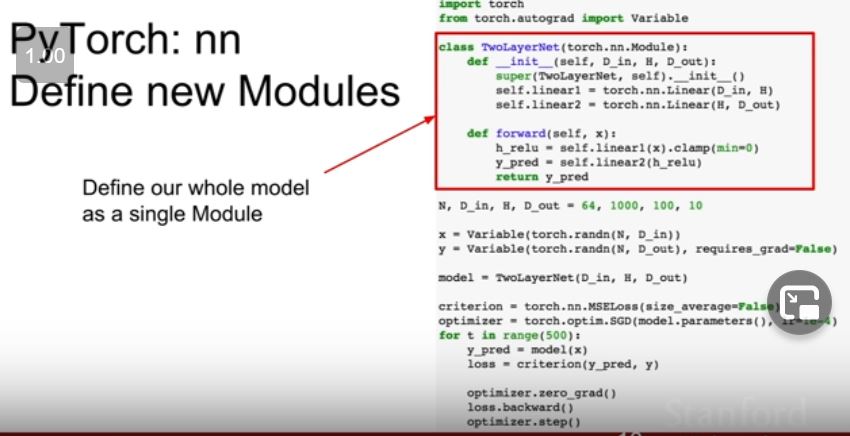 PyTorch: nn
1.00
Define new Modules
Define our whole model
as a single Module
import torch
from torch.autograd import Variable
class TwoLayerNet(torch.nn.Module):
    def __init__(self, D_in, H, D_out):
        super(TwoLayerNet, self).__init__()
        self.linear1 = torch.nn.Linear(D_in, H)
        self.linear2 = torch.nn.Linear(H, D_out)
    def forward(self, x):
        h_relu = self.linear1(x).clamp(min=0)
        y_pred = self.linear2(h_relu)
        return y_pred
N, D_in, H, D_out = 64, 1000, 100, 10
x = Variable(torch.randn(N, D_in))
y = Variable(torch.randn(N, D_out), requires_grad=False)
model = TwoLayerNet(D_in, H, D_out)
criterion = torch.nn.MSELoss(size_average=False)
optimizer = torch.optim.SGD(model.parameters(), lr=1e-4)
for t in range(500):
    y_pred = model(x)
    loss = criterion(y_pred, y)
    optimizer.zero_grad()
    loss.backward()
    optimizer.step()
Stanford